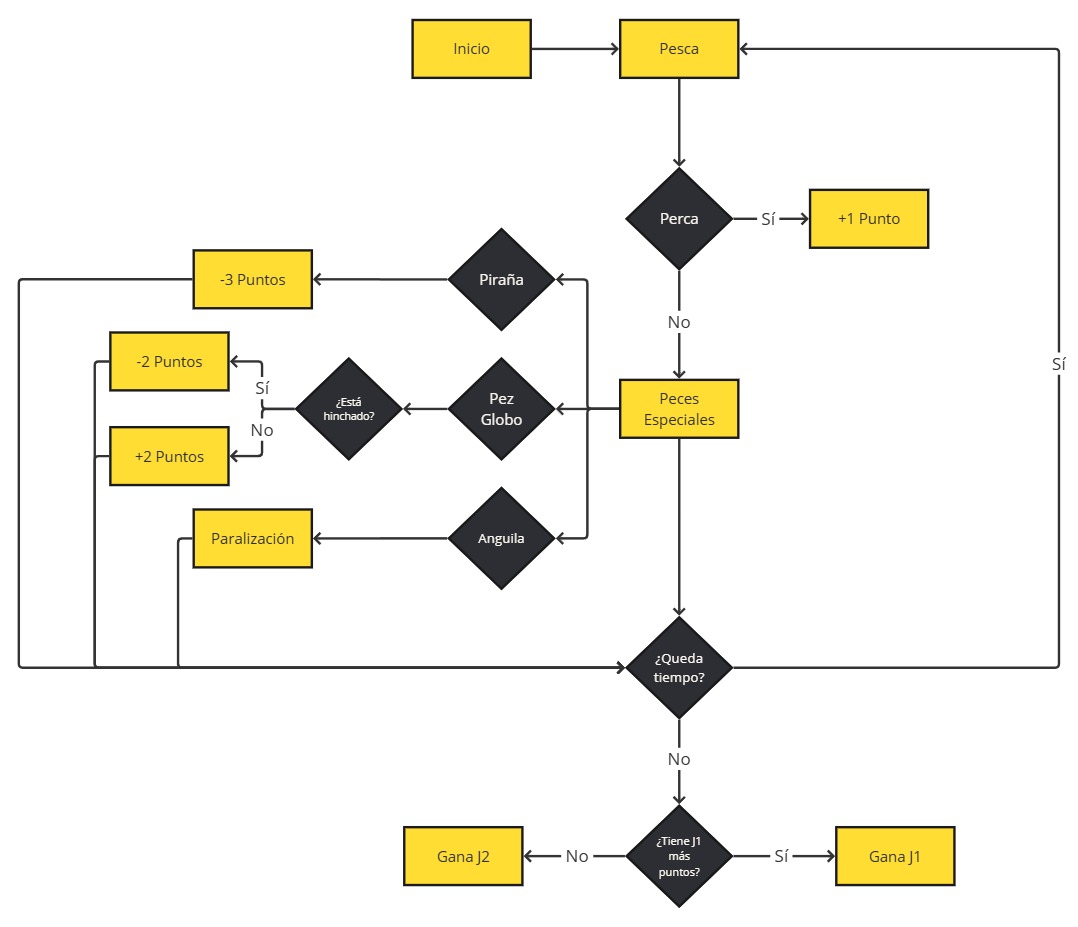 Inicio
Pesca
Perca
Sí
+1 Punto
No
Piraña
-3 Puntos
-2 Puntos
Sí
¿Está
hinchado?
Pez
Globo
Peces
Especiales
Sí
No
+2 Puntos
Anguila
Paralización
¿Queda
tiempo?
No
¿Tiene J1
más
puntos?
No
Gana J2
Sí
Gana J1